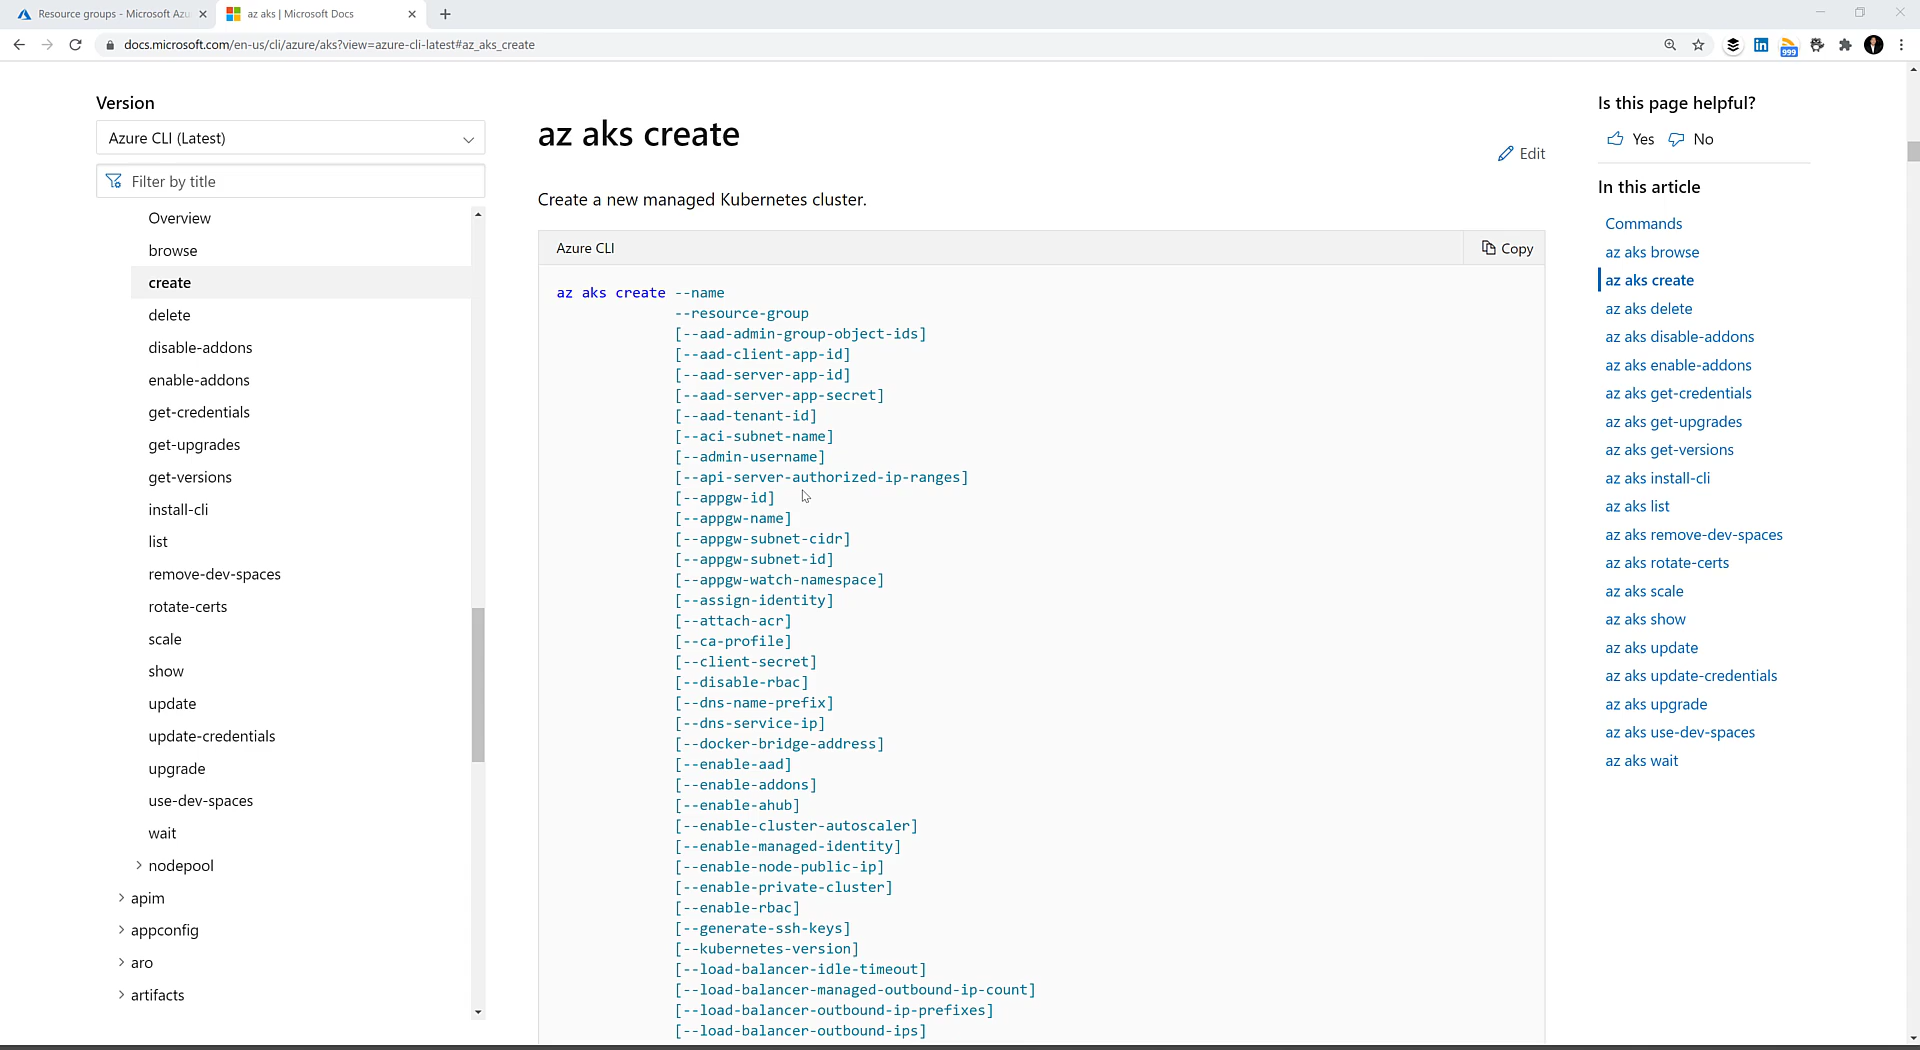 Resource groups - Microsoft Azu
az aks | Microsoft Docs
docs.microsoft.com/en-us/cli/azure/aks?view=azure-cli-latest#az_aks_create
999
Version
Azure CLI (Latest)
Filter by title
Overview
browse
create
delete
disable-addons
enable-addons
get-credentials
get-upgrades
get-versions
install-cli
list
remove-dev-spaces
rotate-certs
scale
show
update
update-credentials
upgrade
use-dev-spaces
wait
nodepool
apim
appconfig
aro
artifacts
az aks create
Edit
Create a new managed Kubernetes cluster.
Azure CLI
Copy
az aks create --name
--resource-group
[--aad-admin-group-object-ids]
[--aad-client-app-id]
[--aad-server-app-id]
[--aad-server-app-secret]
[--aad-tenant-id]
[--aci-subnet-name]
[--admin-username]
[--api-server-authorized-ip-ranges]
[--appgw-id]
[--appgw-name]
[--appgw-subnet-cidr]
[--appgw-subnet-id]
[--appgw-watch-namespace]
[--assign-identity]
[--attach-acr]
[--ca-profile]
[--client-secret]
[--disable-rbac]
[--dns-name-prefix]
[--dns-service-ip]
[--docker-bridge-address]
[--enable-aad]
[--enable-addons]
[--enable-ahub]
[--enable-cluster-autoscaler]
[--enable-managed-identity]
[--enable-node-public-ip]
[--enable-private-cluster]
[--enable-rbac]
[--generate-ssh-keys]
[--kubernetes-version]
[--load-balancer-idle-timeout]
[--load-balancer-managed-outbound-ip-count]
[--load-balancer-outbound-ip-prefixes]
[--load-balancer-outbound-ips]
Is this page helpful?
Yes No
In this article
Commands
az aks browse
az aks create
az aks delete
az aks disable-addons
az aks enable-addons
az aks get-credentials
az aks get-upgrades
az aks get-versions
az aks install-cli
az aks list
az aks remove-dev-spaces
az aks rotate-certs
az aks scale
az aks show
az aks update
az aks update-credentials
az aks upgrade
az aks use-dev-spaces
az aks wait